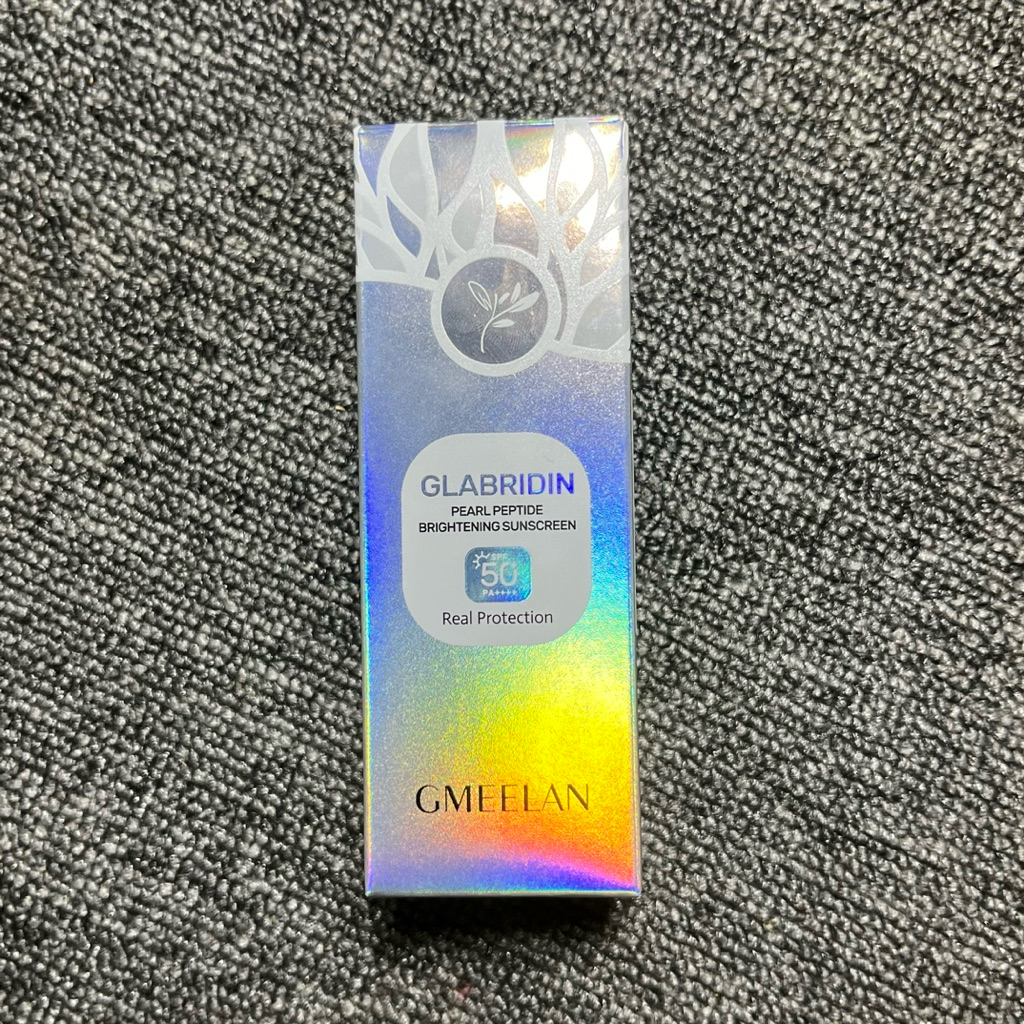 GLABRIDIN
PEARL PEPTIDE
BRIGHTENING SUNSCREEN
SPF
50
PA++++
Real Protection
GMEELAN